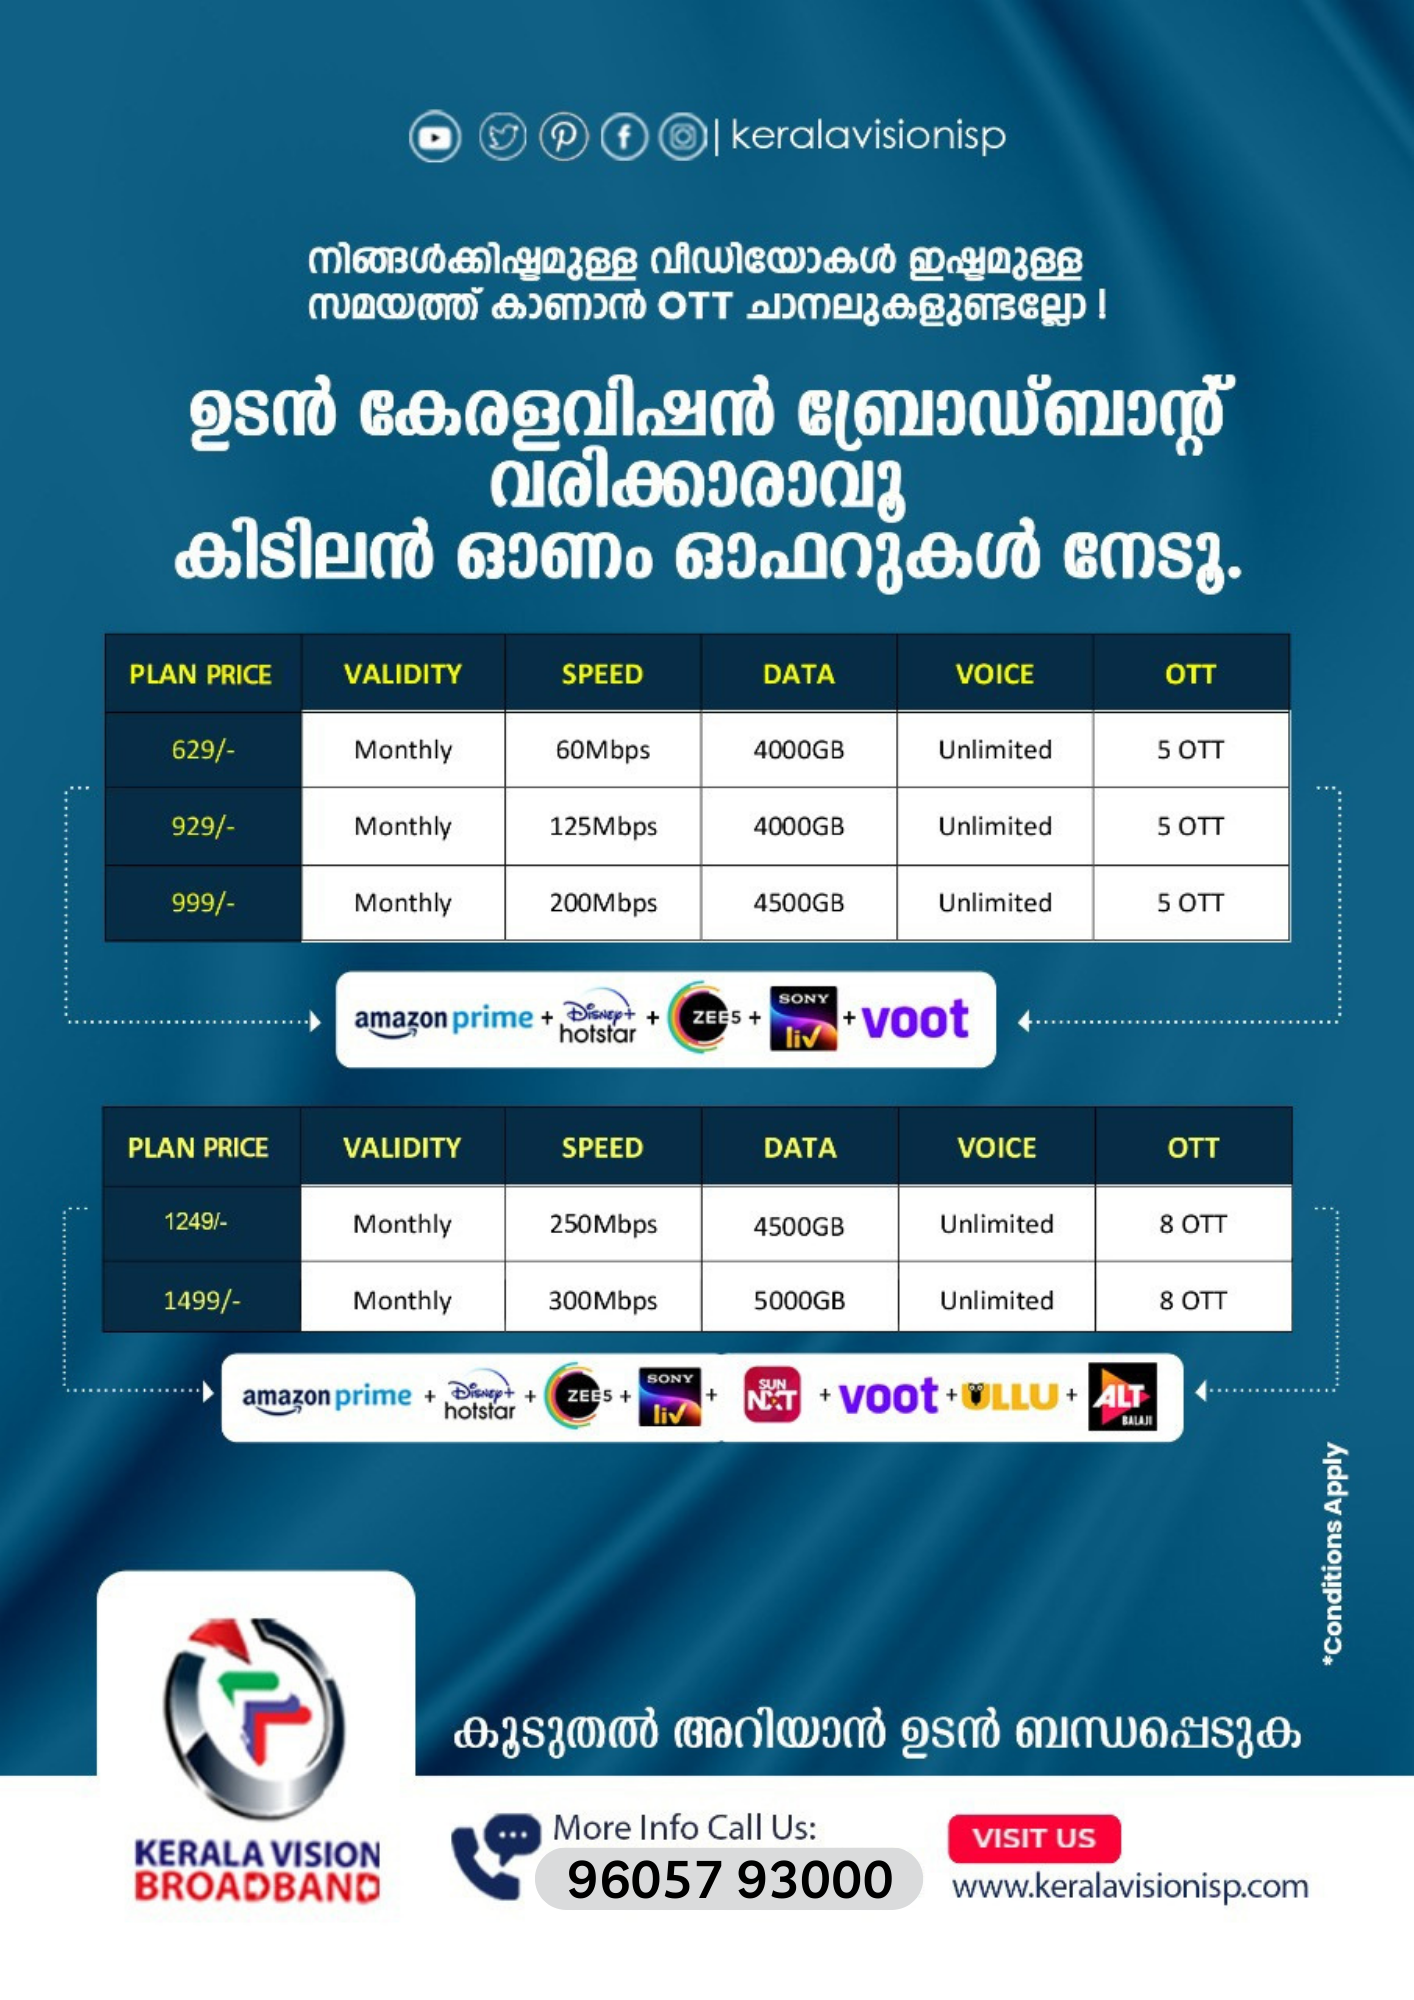 | keralavisionisp
നിങ്ങൾക്കിഷ്ടമുള്ള വീഡിയോകൾ ഇഷ്ടമുള്ള
സമയത്ത് കാണാൻ OTT ചാനലുകളുണ്ടല്ലോ !
ഉടൻ കേരളവിഷൻ ബ്രോഡ്ബാന്റ്
വരിക്കാരാവൂ
കിടിലൻ ഓണം ഓഫറുകൾ നേടൂ.
PLAN PRICE VALIDITY SPEED DATA VOICE OTT
629/- Monthly 60Mbps 4000GB Unlimited 5 OTT
929/- Monthly 125Mbps 4000GB Unlimited 5 OTT
999/- Monthly 200Mbps 4500GB Unlimited 5 OTT
amazon prime + Disney+ hotstar + ZEE5 + SONY liv + voot
PLAN PRICE VALIDITY SPEED DATA VOICE OTT
1249/- Monthly 250Mbps 4500GB Unlimited 8 OTT
1499/- Monthly 300Mbps 5000GB Unlimited 8 OTT
amazon prime + Disney+ hotstar + ZEE5 + SONY liv + SUN NXT + voot + ULLU + ALT BALAJI
*Conditions Apply
കൂടുതൽ അറിയാൻ ഉടൻ ബന്ധപ്പെടുക
KERALA VISION
BROADBAND
More Info Call Us:
96057 93000
VISIT US
www.keralavisionisp.com